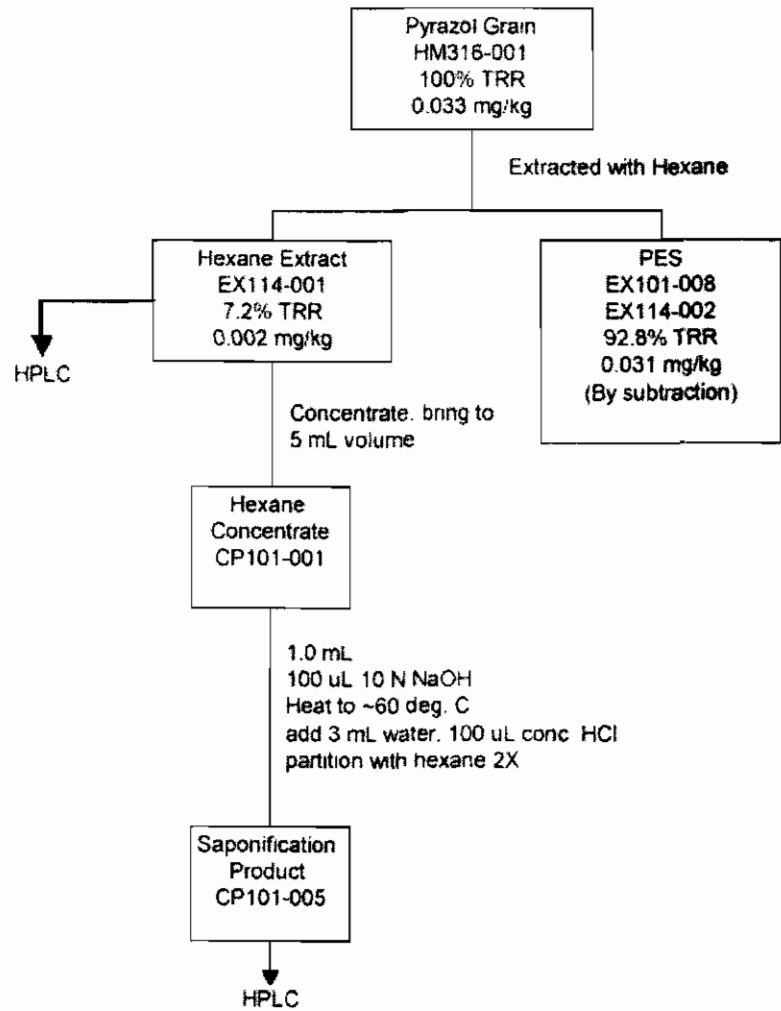 Pyrazol Grain
HM316-001
100% TRR
0.033 mg/kg
Extracted with Hexane
Hexane Extract
EX114-001
7.2% TRR
0.002 mg/kg
PES
EX101-008
EX114-002
92.8% TRR
0.031 mg/kg
(By subtraction)
HPLC
Concentrate. bring to
5 mL volume
Hexane
Concentrate
CP101-001
1.0 mL
100 uL 10 N NaOH
Heat to ~60 deg. C
add 3 mL water. 100 uL conc HCl
partition with hexane 2X
Saponification
Product
CP101-005
HPLC